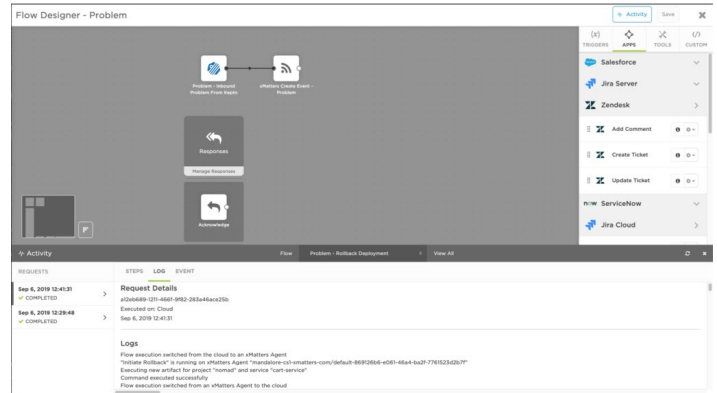 Flow Designer - Problem
Activity
Save
(x)
TRIGGERS
APPS
TOOLS
(/)
CUSTOM
Salesforce
Jira Server
Zendesk
Add Comment
Create Ticket
Update Ticket
now ServiceNow
Jira Cloud
Problem - Inbound
Problem From Haptn
xMatters Create Event -
Problem
Responses
Manage Responses
Acknowledge
Activity
Flow
Problem - Rollback Deployment
View All
REQUESTS
Sep 6, 2019 12:41:31
COMPLETED
Sep 6, 2019 12:29:48
COMPLETED
STEPS LOG EVENT
Request Details
a12eb689-1211-466f-9f82-283a46ace25b
Executed on: Cloud
Sep 6, 2019 12:41:31
Logs
Flow execution switched from the cloud to an xMatters Agent
"Initiate Rollback" is running on xMatters Agent "mandalore-cs1-xmatters-com/default-869126b6-e061-46a4-ba2f-7761523d2b7f"
Executing new artifact for project "nomad" and service "cart-service"
Command executed successfully
Flow execution switched from an xMatters Agent to the cloud